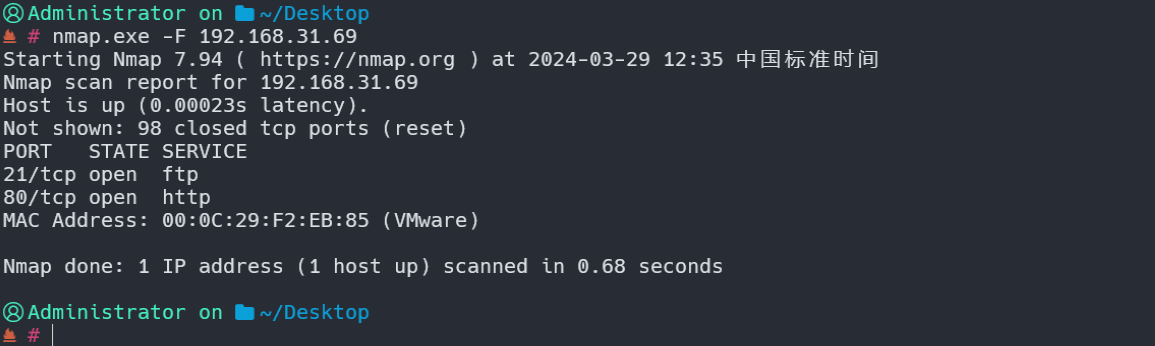 Administrator on ~/Desktop
# nmap.exe -F 192.168.31.69
Starting Nmap 7.94 ( https://nmap.org ) at 2024-03-29 12:35 中国标准时间
Nmap scan report for 192.168.31.69
Host is up (0.00023s latency).
Not shown: 98 closed tcp ports (reset)
PORT   STATE SERVICE
21/tcp open  ftp
80/tcp open  http
MAC Address: 00:0C:29:F2:EB:85 (VMware)
Nmap done: 1 IP address (1 host up) scanned in 0.68 seconds
Administrator on ~/Desktop
#